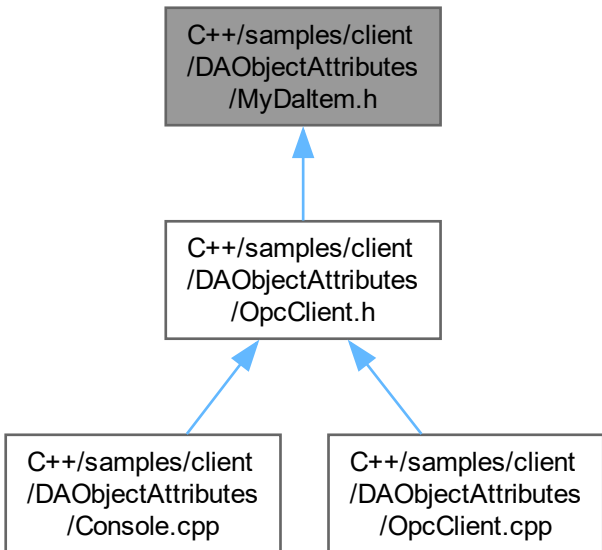 C++/samples/client
/DAObjectAttributes
/MyDaItem.h
C++/samples/client
/DAObjectAttributes
/OpcClient.h
C++/samples/client
/DAObjectAttributes
/Console.cpp
C++/samples/client
/DAObjectAttributes
/OpcClient.cpp